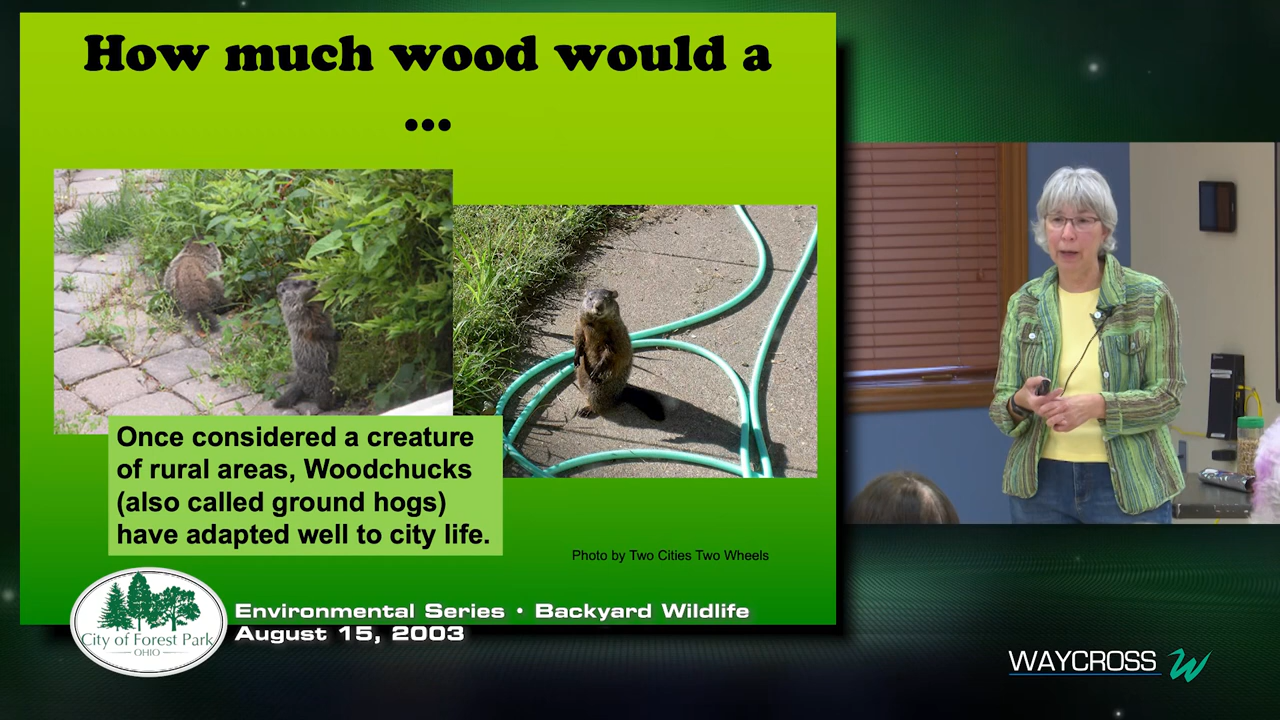 How much wood would a
...
Once considered a creature
of rural areas, Woodchucks
(also called ground hogs)
have adapted well to city life.
Photo by Two Cities Two Wheels
City of Forest Park
OHIO
Environmental Series • Backyard Wildlife
August 15, 2003
WAYCROSS W